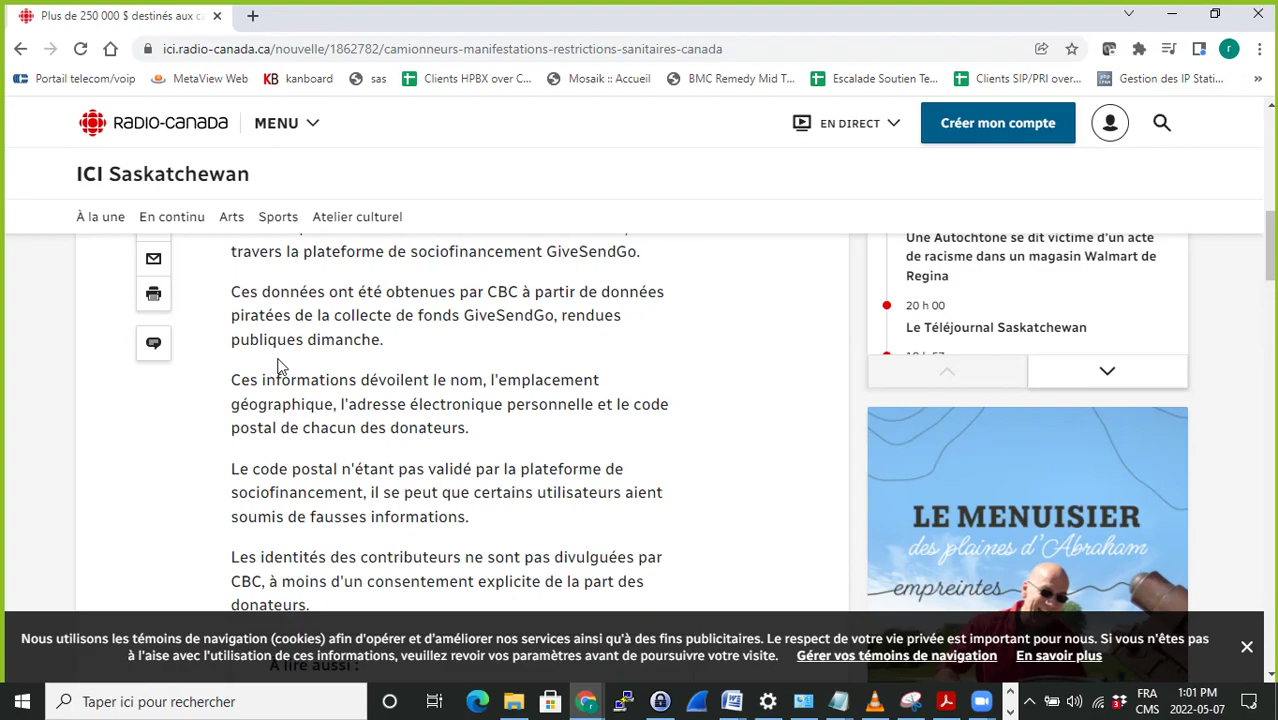 Plus de 250 000 $ destinés aux c
ici.radio-canada.ca/nouvelle/1862782/camionneurs-manifestations-restrictions-sanitaires-canada
r
Portail telecom/voip
MetaView Web
KB kanboard
sas
Clients HPBX over C...
Mosaik :: Accueil
BMC Remedy Mid T...
Escalade Soutien Te...
Clients SIP/PRI over...
Gestion des IP Stati...
»
RADIO-CANADA
MENU
EN DIRECT
Créer mon compte
ICI Saskatchewan
À la une
En continu
Arts
Sports
Atelier culturel
travers la plateforme de sociofinancement GiveSendGo.
Ces données ont été obtenues par CBC à partir de données
piratées de la collecte de fonds GiveSendGo, rendues
publiques dimanche.
Ces informations dévoilent le nom, l'emplacement
géographique, l'adresse électronique personnelle et le code
postal de chacun des donateurs.
Le code postal n'étant pas validé par la plateforme de
sociofinancement, il se peut que certains utilisateurs aient
soumis de fausses informations.
Les identités des contributeurs ne sont pas divulguées par
CBC, à moins d'un consentement explicite de la part des
donateurs.
Une Autochtone se dit victime d'un acte
de racisme dans un magasin Walmart de
Regina
20 h 00
Le Téléjournal Saskatchewan
LE MENUISIER
des plaines d'Abraham
empreintes
Nous utilisons les témoins de navigation (cookies) afin d'opérer et d'améliorer nos services ainsi qu'à des fins publicitaires. Le respect de votre vie privée est important pour nous. Si vous n'êtes pas
à l'aise avec l'utilisation de ces informations, veuillez revoir vos paramètres avant de poursuivre votre visite. Gérer vos témoins de navigation En savoir plus
À lire aussi :
Taper ici pour rechercher
FRA
CMS
1:01 PM
2022-05-07